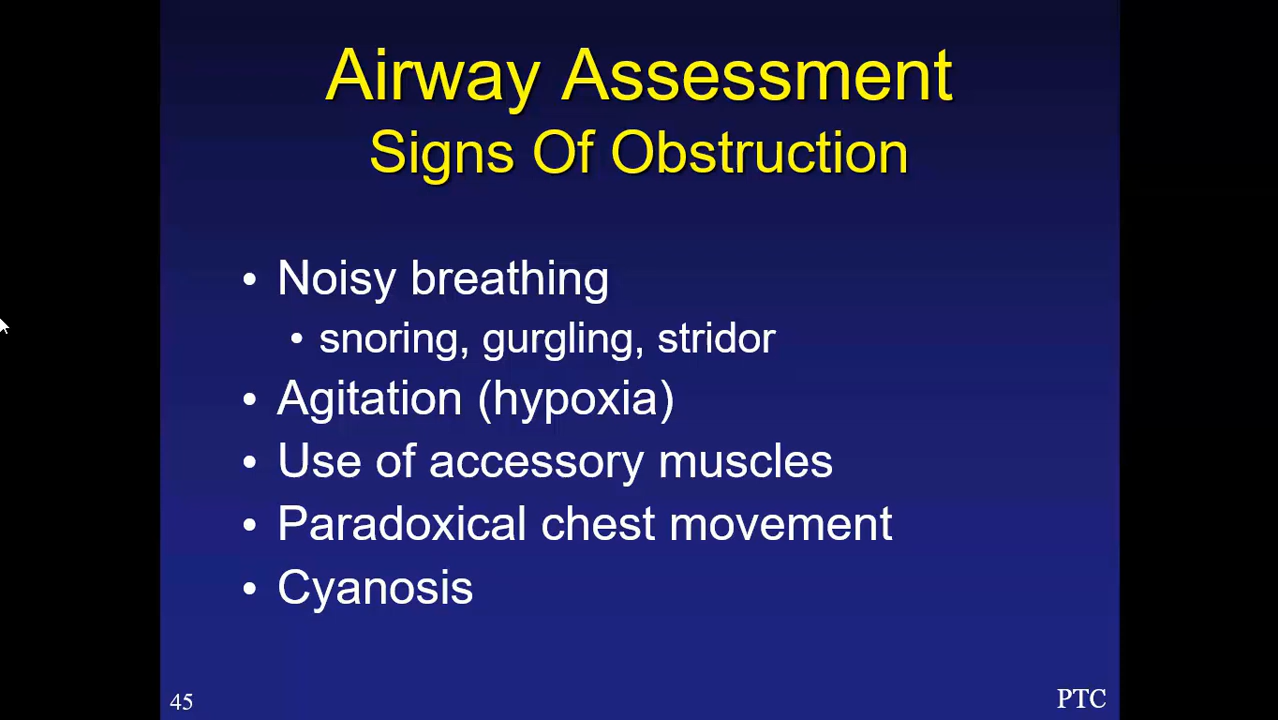 Airway Assessment
Signs Of Obstruction
• Noisy breathing
• snoring, gurgling, stridor
• Agitation (hypoxia)
• Use of accessory muscles
• Paradoxical chest movement
• Cyanosis
45
PTC